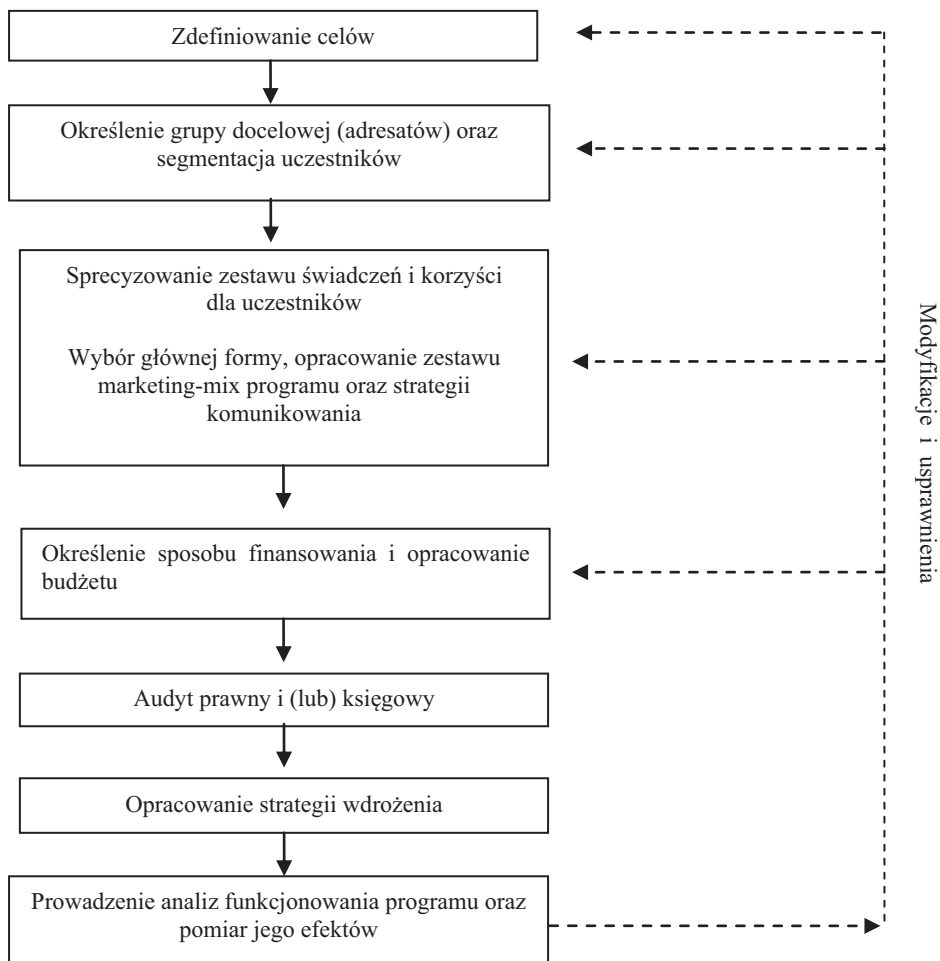 Zdefiniowanie celów
Określenie grupy docelowej (adresatów) oraz
segmentacja uczestników
Sprecyzowanie zestawu świadczeń i korzyści
dla uczestników
Wybór głównej formy, opracowanie zestawu
marketing-mix programu oraz strategii
komunikowania
Określenie sposobu finansowania i opracowanie
budżetu
Audyt prawny i (lub) księgowy
Opracowanie strategii wdrożenia
Prowadzenie analiz funkcjonowania programu oraz
pomiar jego efektów
Modyfikacje i usprawnienia